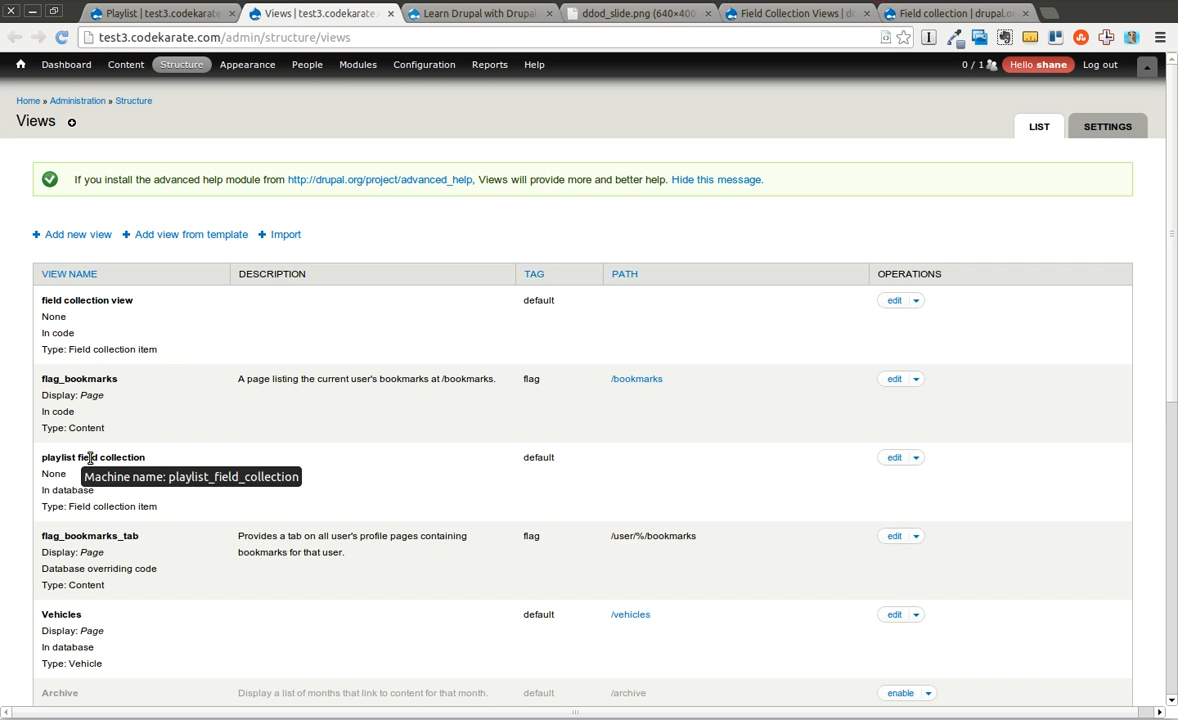 Playlist | test3.codekarate
Views | test3.codekarate.
Learn Drupal with Drupal
ddod_slide.png (640×400
Field Collection Views | d
Field collection | drupal.o
test3.codekarate.com/admin/structure/views
Dashboard Content Structure Appearance People Modules Configuration Reports Help
0 / 1 Hello shane Log out
Home » Administration » Structure
Views
LIST SETTINGS
If you install the advanced help module from http://drupal.org/project/advanced_help, Views will provide more and better help. Hide this message.
Add new view Add view from template Import
VIEW NAME DESCRIPTION TAG PATH OPERATIONS
field collection view default edit
None
In code
Type: Field collection item
flag_bookmarks A page listing the current user's bookmarks at /bookmarks. flag /bookmarks edit
Display: Page
In code
Type: Content
playlist field collection default edit
None
Machine name: playlist_field_collection
In database
Type: Field collection item
flag_bookmarks_tab Provides a tab on all user's profile pages containing flag /user/%/bookmarks edit
Display: Page bookmarks for that user.
Database overriding code
Type: Content
Vehicles default /vehicles edit
Display: Page
In database
Type: Vehicle
Archive Display a list of months that link to content for that month. default /archive enable